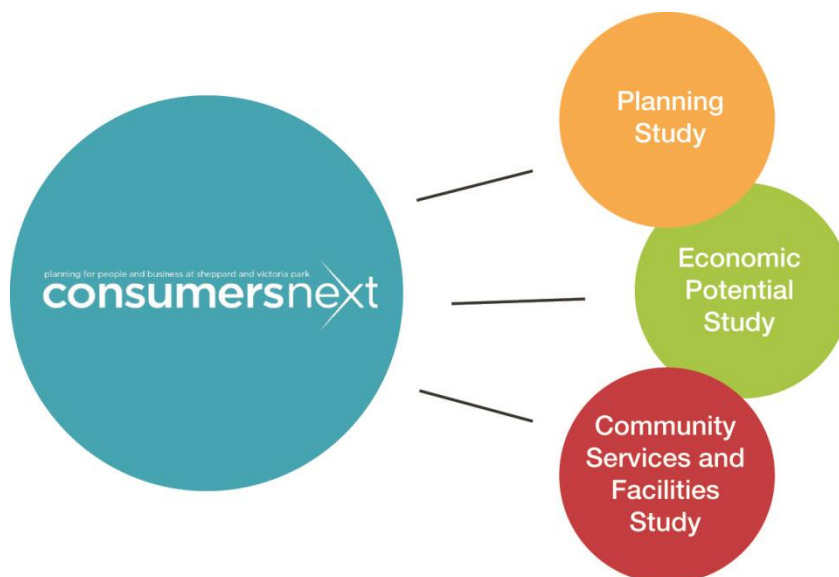 planning for people and business at sheppard and victoria park
consumersnext
Planning
Study
Economic
Potential
Study
Community
Services and
Facilities
Study